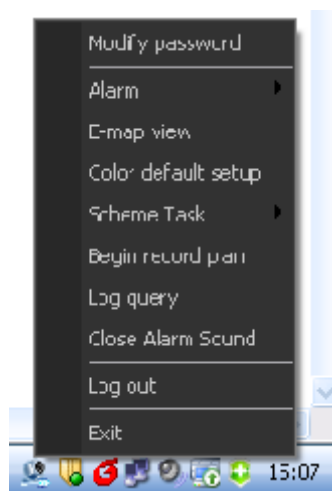 Modify password
Alarm
E-map view
Color default setup
Scheme Task
Begin record plan
Log query
Close Alarm Sound
Log out
Exit
15:07